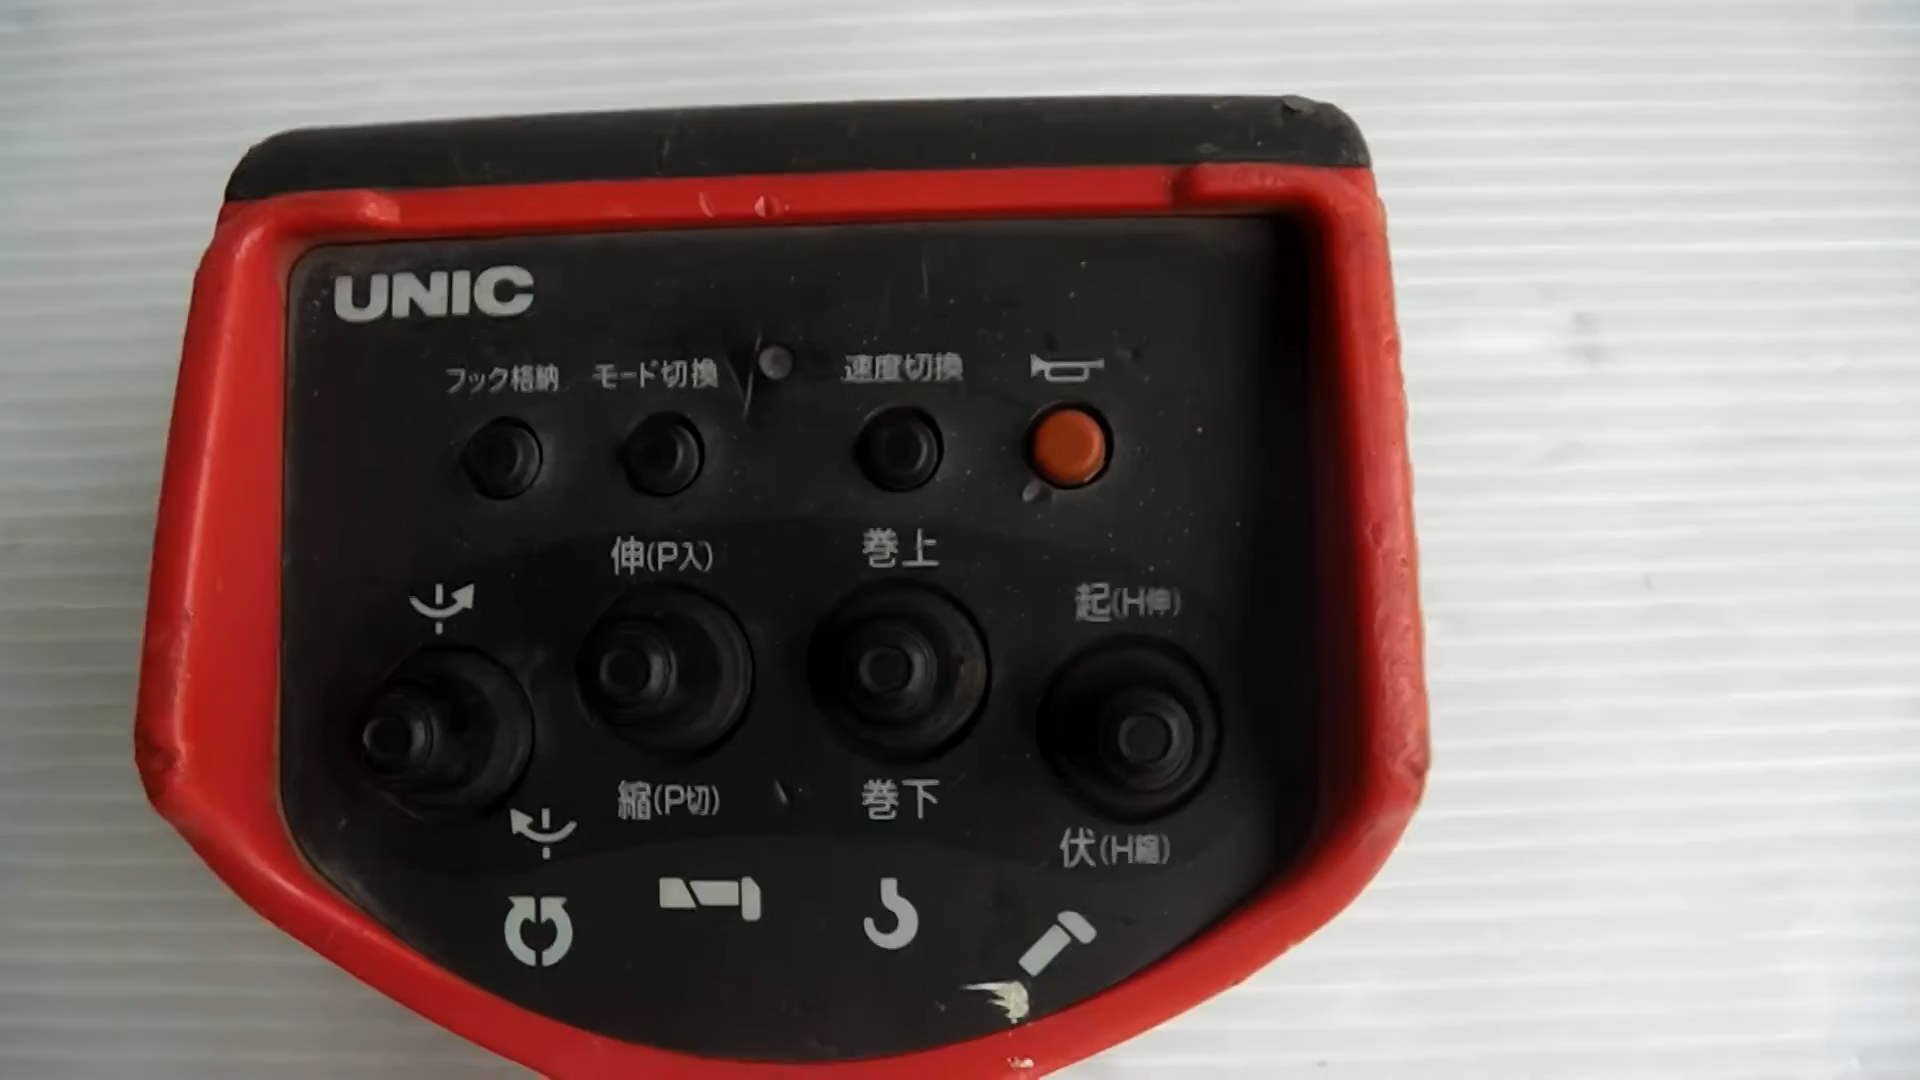 UNIC
フック格納 モード切換 速度切換
伸(P入) 巻上 起(H伸)
縮(P切) 巻下 伏(H縮)